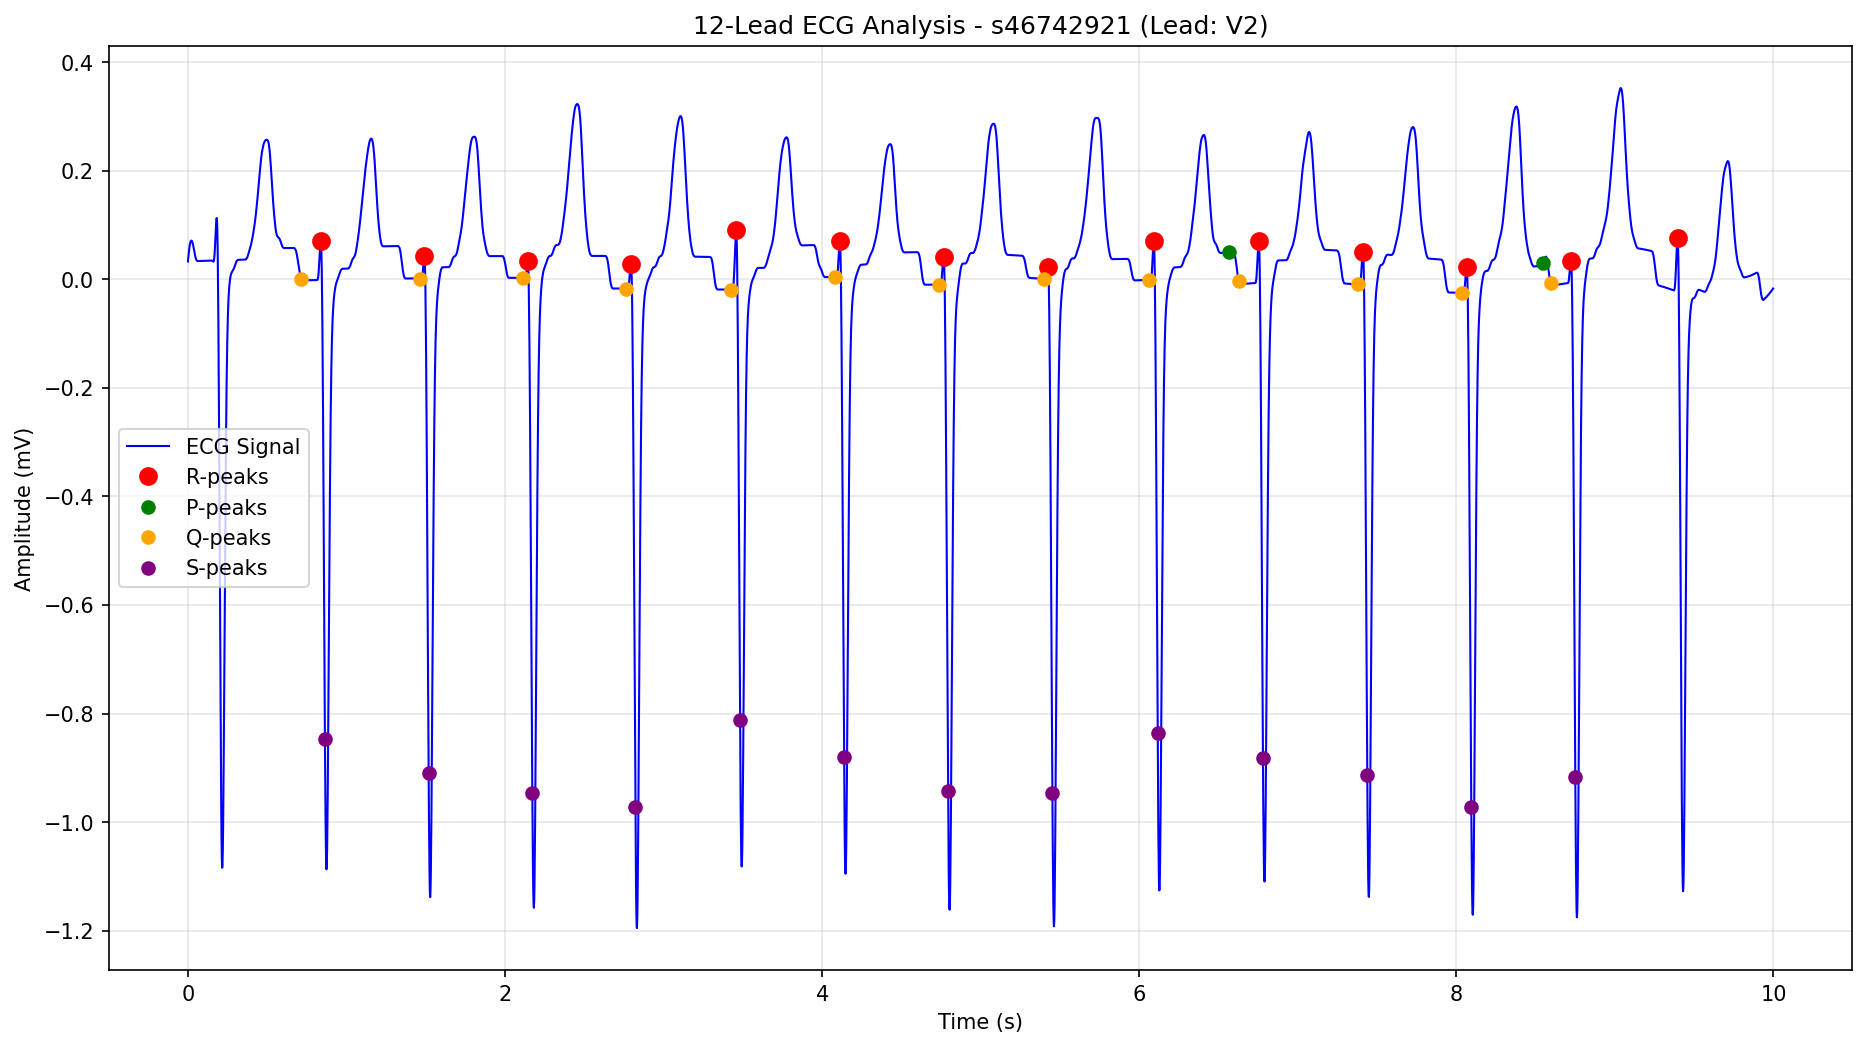 12-Lead ECG Analysis - s46742921 (Lead: V2)
Amplitude (mV)
0.4
0.2
0.0
−0.2
−0.4
−0.6
−0.8
−1.0
−1.2
ECG Signal
R-peaks
P-peaks
Q-peaks
S-peaks
0 2 4 6 8 10
Time (s)